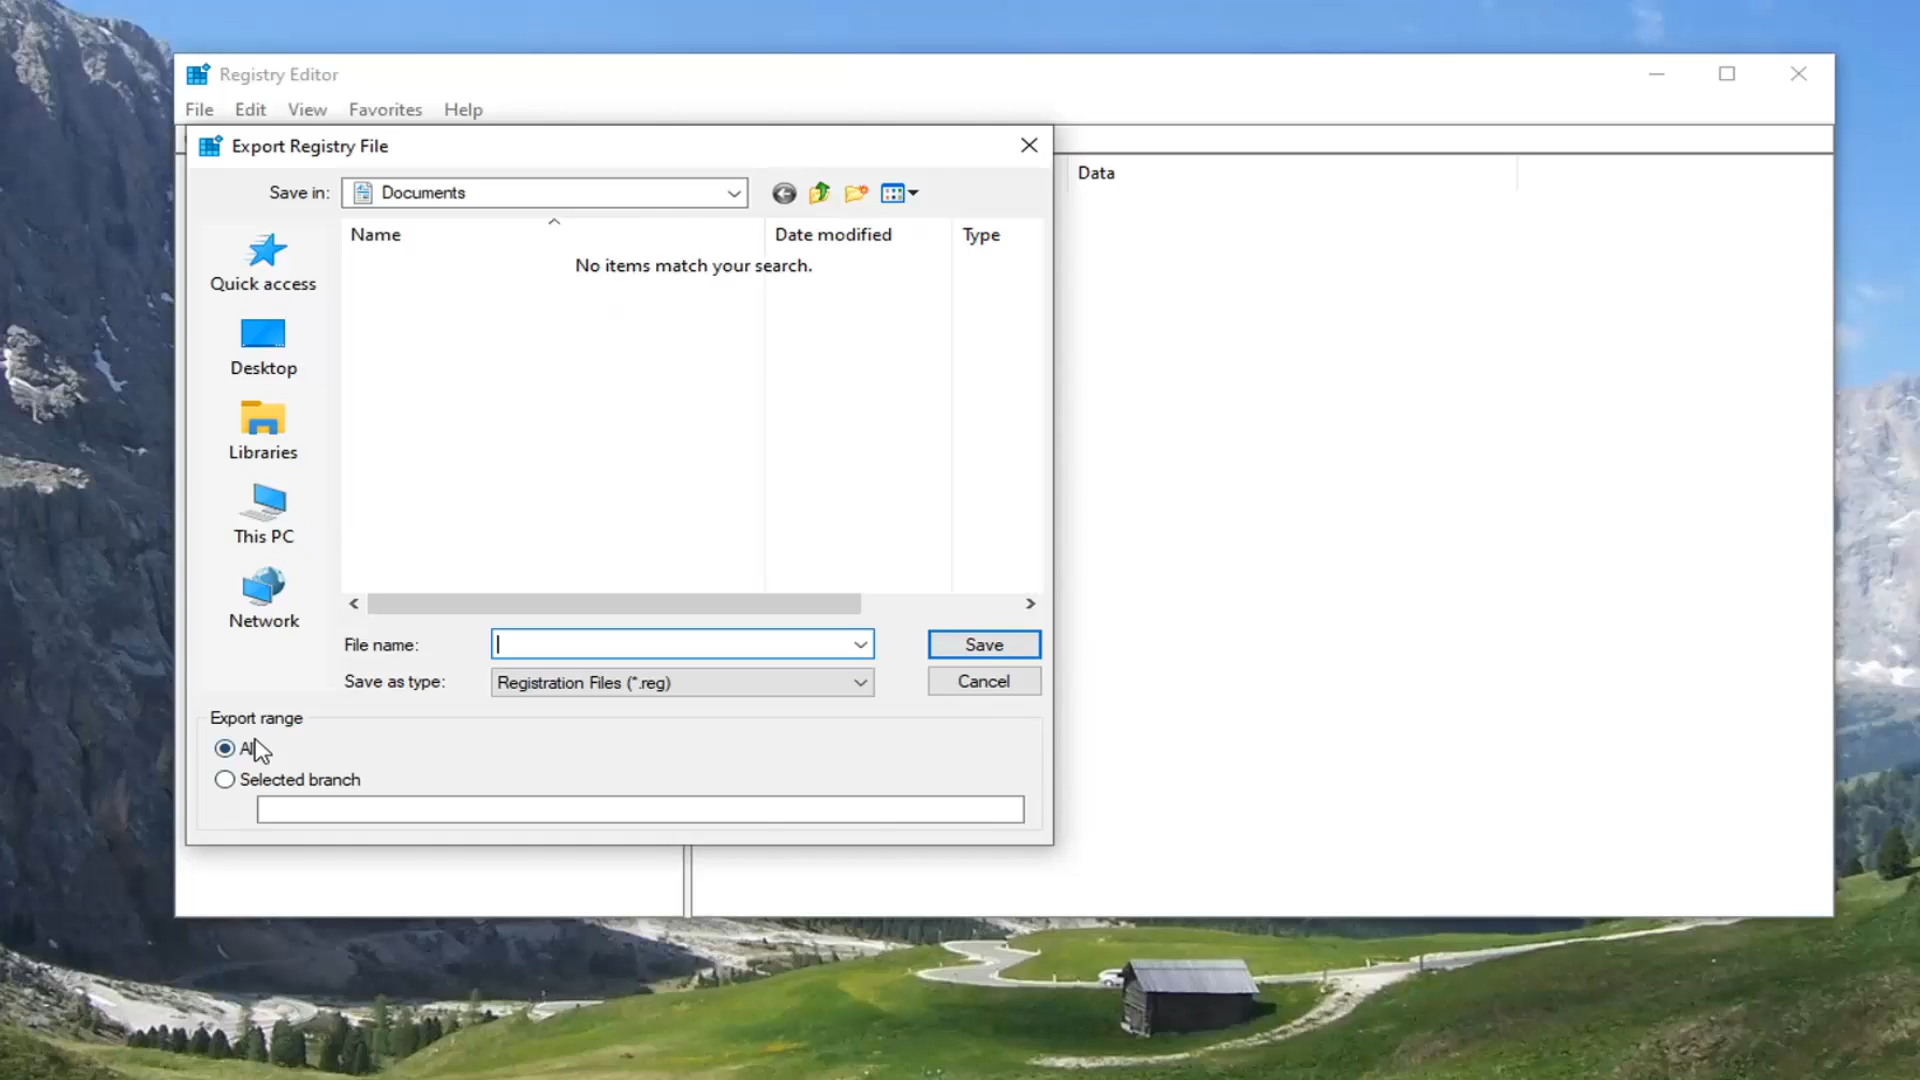 Registry Editor
File Edit View Favorites Help
Export Registry File
Save in: Documents
Data
Name Date modified Type
No items match your search.
Quick access
Desktop
Libraries
This PC
Network
File name:
Save
Save as type: Registration Files (*.reg)
Cancel
Export range
Selected branch